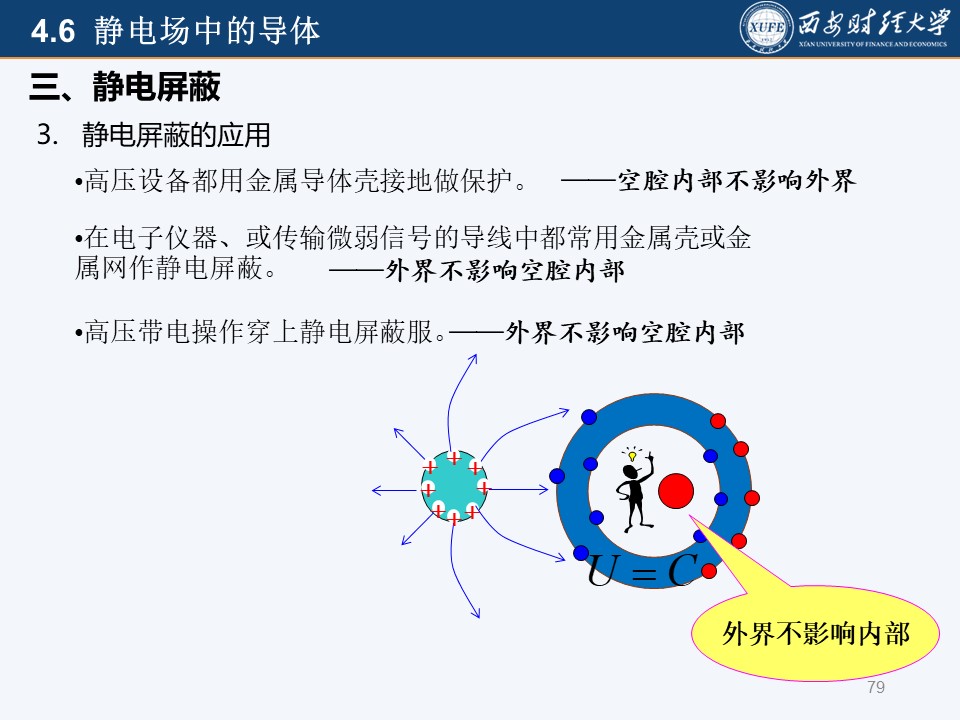 4.6 静电场中的导体
XUFE
西安财经大学
XI'AN UNIVERSITY OF FINANCE AND ECONOMICS
三、静电屏蔽
3. 静电屏蔽的应用
•高压设备都用金属导体壳接地做保护。 ——空腔内部不影响外界
•在电子仪器、或传输微弱信号的导线中都常用金属壳或金
属网作静电屏蔽。 ——外界不影响空腔内部
•高压带电操作穿上静电屏蔽服。——外界不影响空腔内部
+ + + + + + + +
U = C
外界不影响内部
79